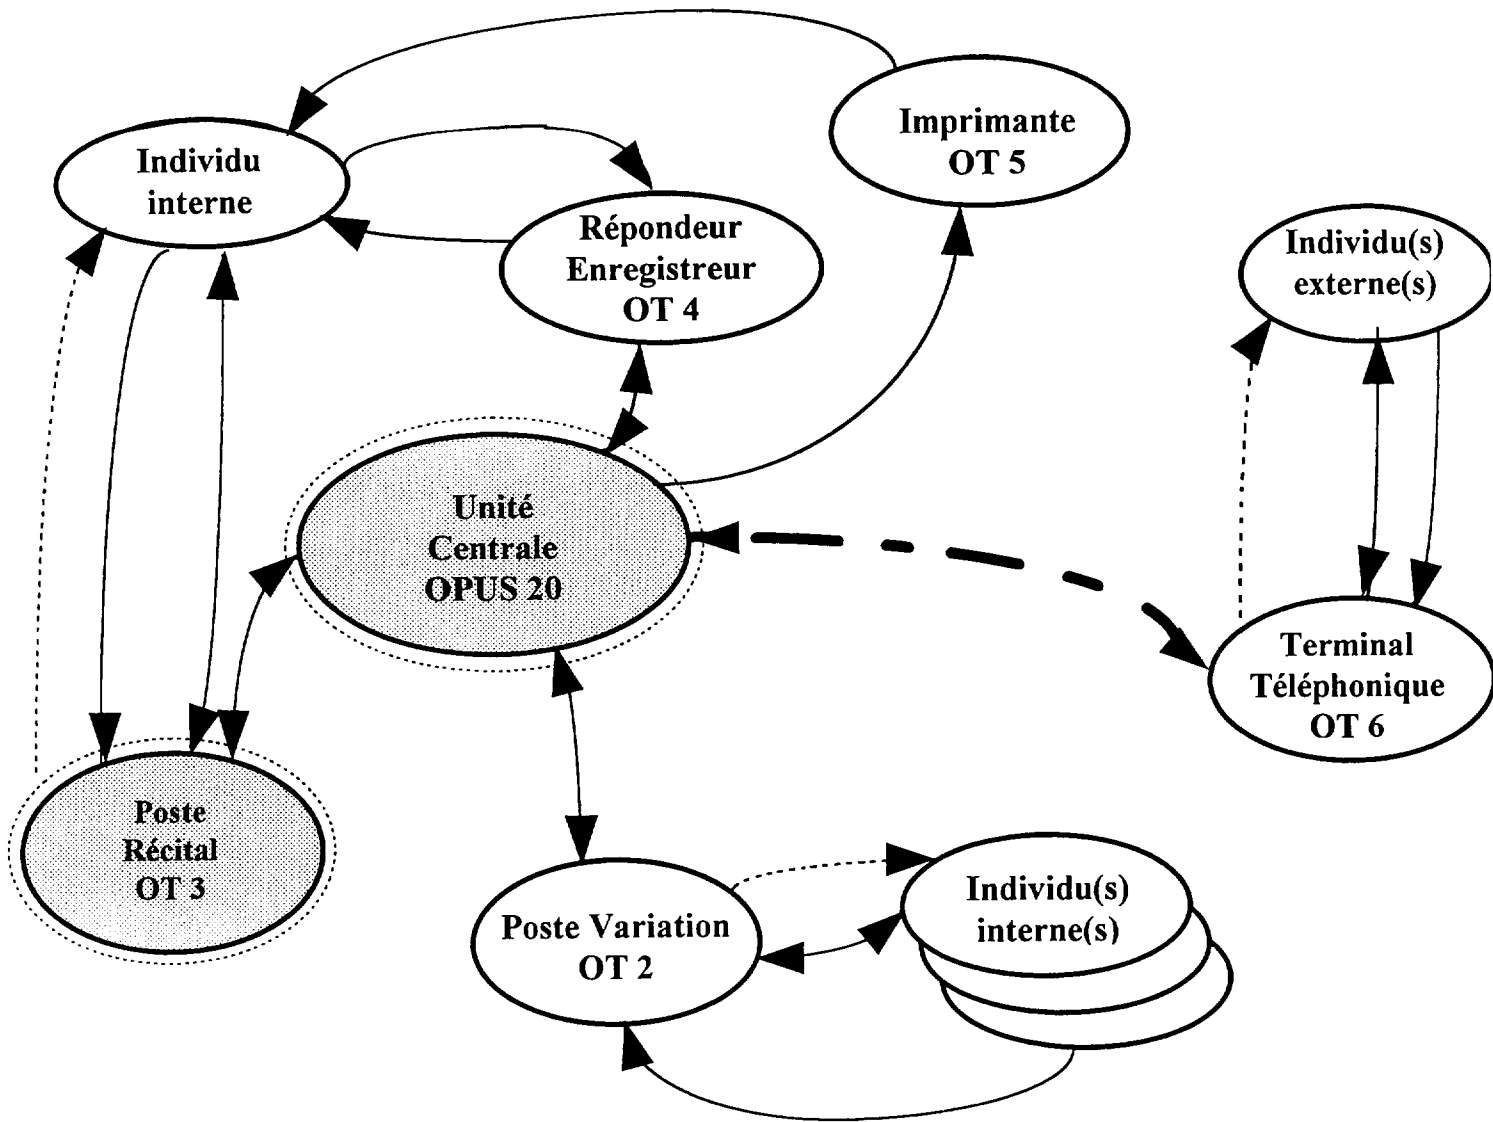 Imprimante
OT 5
Individu
interne
Répondeur
Enregistreur
OT 4
Individu(s)
externe(s)
Unité
Centrale
OPUS 20
Terminal
Téléphonique
OT 6
Poste
Récital
OT 3
Individu(s)
interne(s)
Poste Variation
OT 2